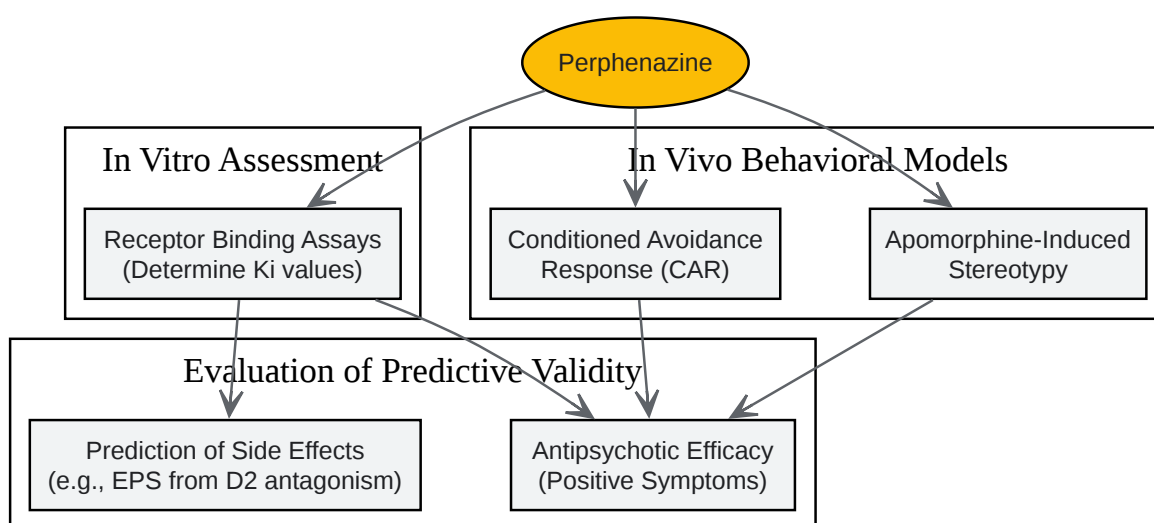 Perphenazine
In Vitro Assessment
In Vivo Behavioral Models
Receptor Binding Assays
(Determine Ki values)
Conditioned Avoidance
Response (CAR)
Apomorphine-Induced
Stereotypy
Evaluation of Predictive Validity
Prediction of Side Effects
(e.g., EPS from D2 antagonism)
Antipsychotic Efficacy
(Positive Symptoms)